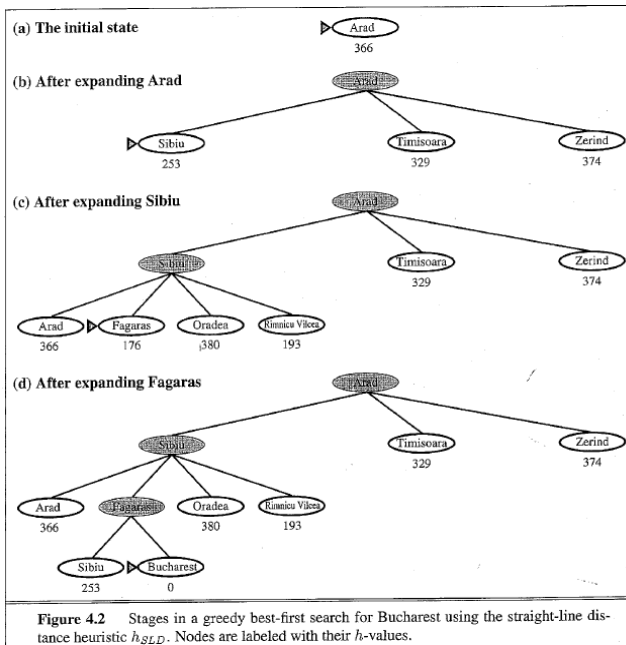 (a) The initial state
Arad
366
(b) After expanding Arad
Arad
Sibiu
Timisoara
Zerind
253
329
374
(c) After expanding Sibiu
Arad
Sibiu
Timisoara
Zerind
329
374
Arad
Fagaras
Oradea
Rimnicu Vilcea
366
176
380
193
(d) After expanding Fagaras
Arad
Sibiu
Timisoara
Zerind
329
374
Arad
Fagaras
Oradea
Rimnicu Vilcea
366
380
193
Sibiu
Bucharest
253
0
Figure 4.2 Stages in a greedy best-first search for Bucharest using the straight-line dis-
tance heuristic hSLD. Nodes are labeled with their h-values.